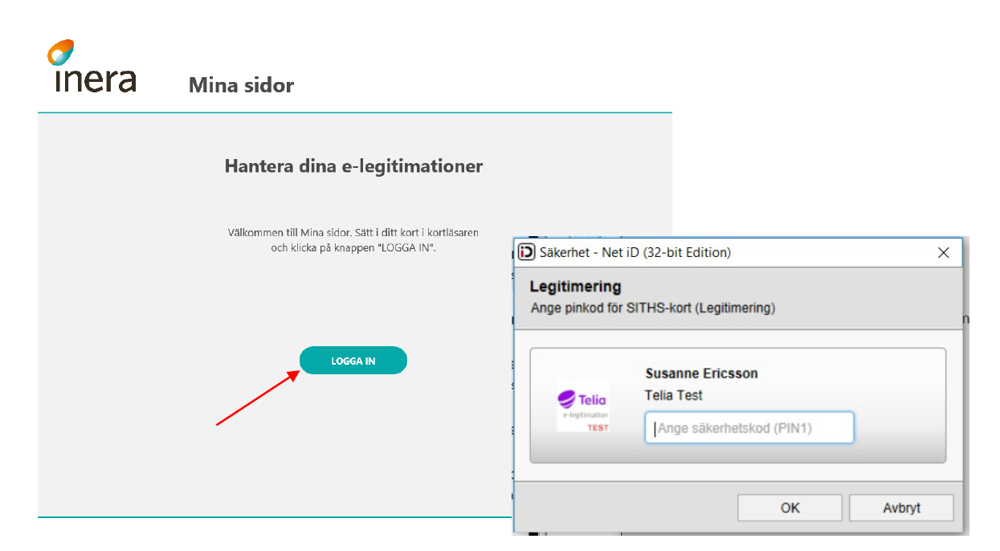 inera
Mina sidor
Hantera dina e-legitimationer
Välkommen till Mina sidor. Sätt i ditt kort i kortläsaren
och klicka på knappen "LOGGA IN".
LOGGA IN
Säkerhet - Net iD (32-bit Edition)
Legitimering
Ange pinkod för SITHS-kort (Legitimering)
Susanne Ericsson
Telia Test
Telia
e-legitimation
TEST
Ange säkerhetskod (PIN1)
OK
Avbryt